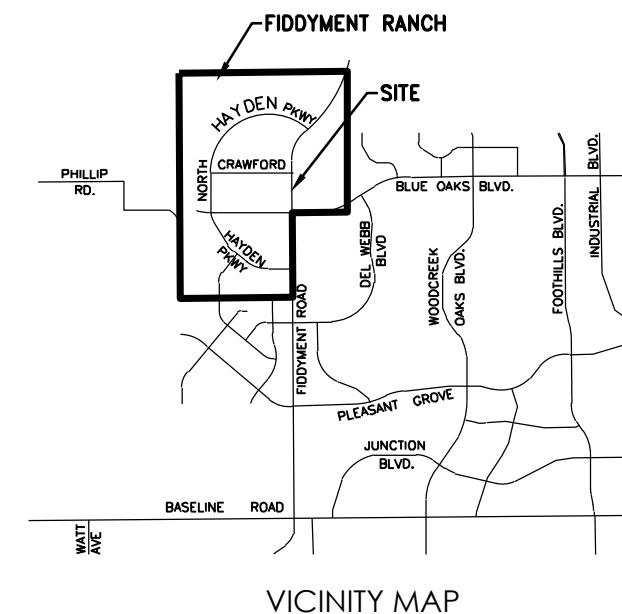 FIDDYMENT RANCH
SITE
HAYDEN PKWY
NORTH
CRAWFORD
PHILLIP
RD.
BLUE OAKS BLVD.
INDUSTRIAL BLVD.
FOOTHILLS BLVD.
HAYDEN
PKWY
DEL WEBB
BLVD
WOODCREEK
OAKS BLVD.
FIDDYMENT ROAD
PLEASANT GROVE
JUNCTION
BLVD.
BASELINE ROAD
WATT
AVE
VICINITY MAP